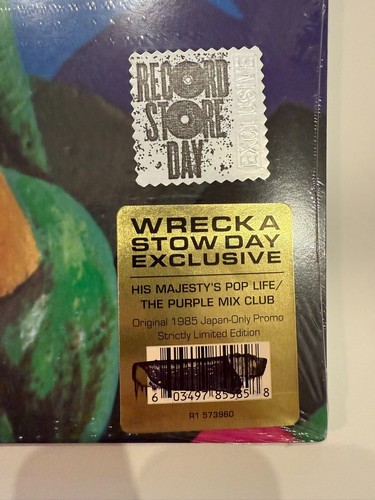 RECORD
STORE
DAY
EXCLUSIVE
WRECKA
STOW DAY
EXCLUSIVE
HIS MAJESTY'S POP LIFE/
THE PURPLE MIX CLUB
Original 1985 Japan-Only Promo
Strictly Limited Edition
6 03497 85985 8
R1 573960